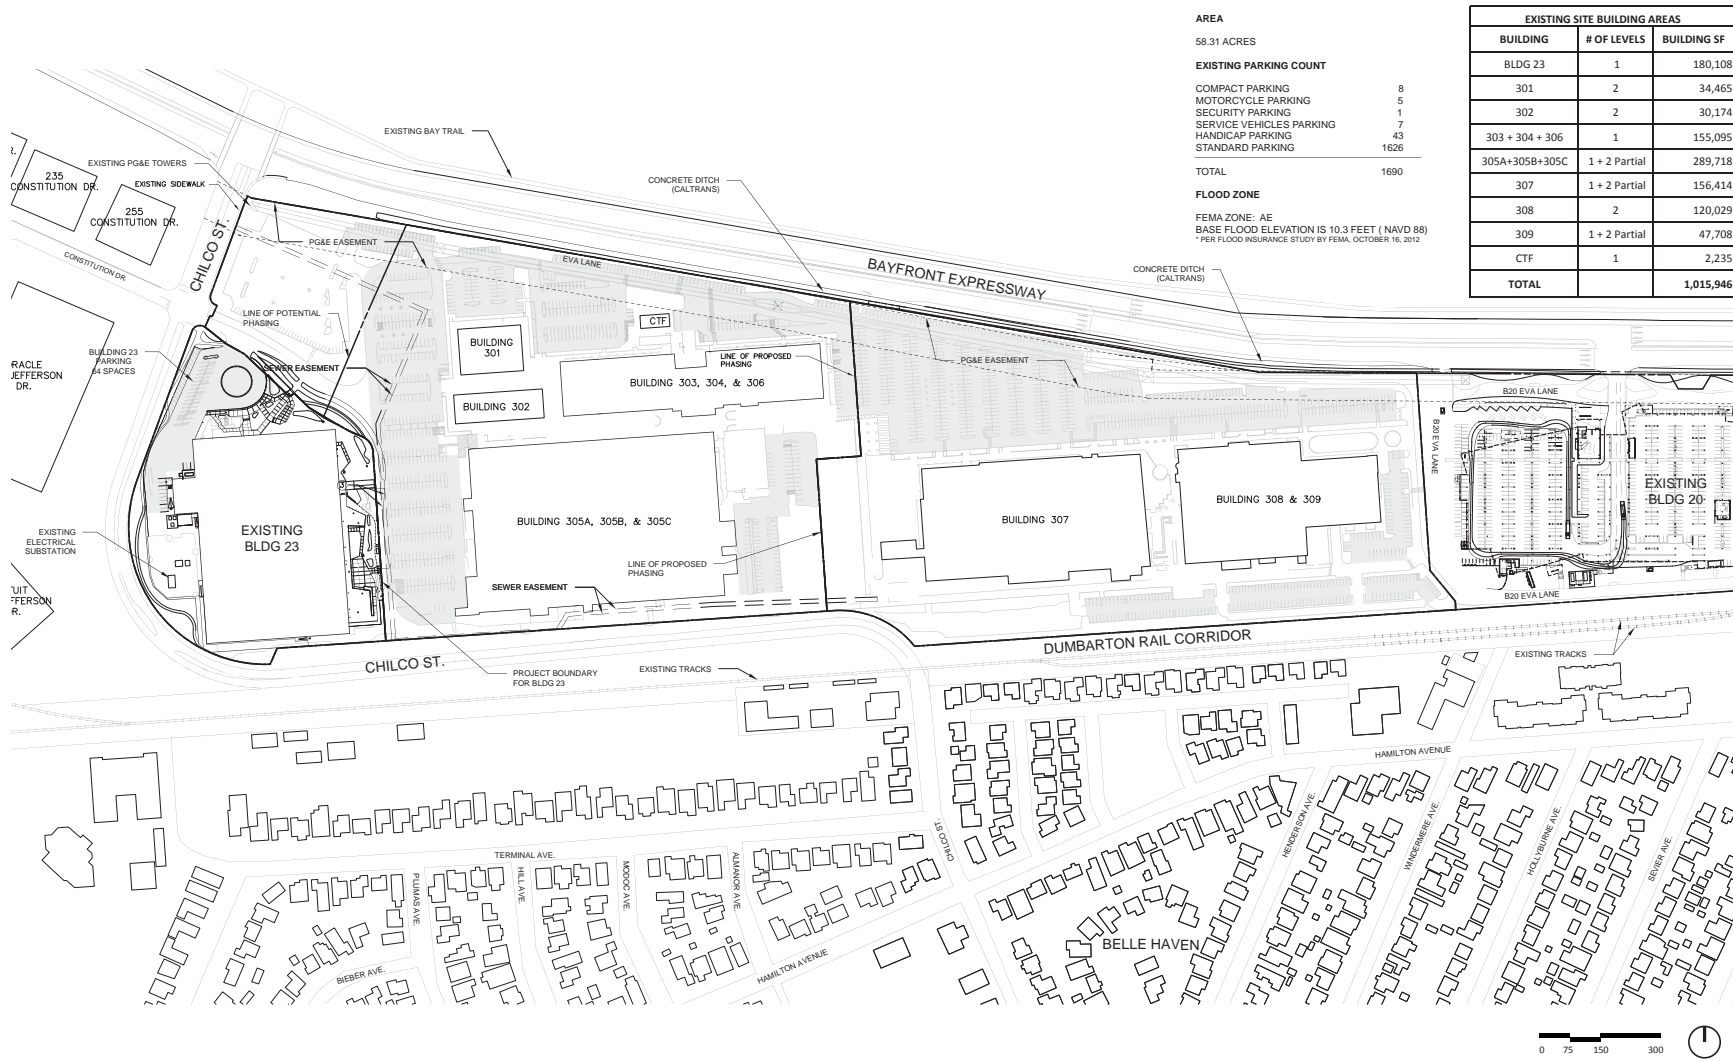 AREA
58.31 ACRES
EXISTING PARKING COUNT
COMPACT PARKING 8
MOTORCYCLE PARKING 5
SECURITY PARKING 1
SERVICE VEHICLES PARKING 7
HANDICAP PARKING 43
STANDARD PARKING 1626
TOTAL 1690
FLOOD ZONE
FEMA ZONE: AE
BASE FLOOD ELEVATION IS 10.3 FEET ( NAVD 88)
* PER FLOOD INSURANCE STUDY BY FEMA, OCTOBER 16, 2012
EXISTING SITE BUILDING AREAS
BUILDING # OF LEVELS BUILDING SF
BLDG 23 1 180,108
301 2 34,465
302 2 30,174
303 + 304 + 306 1 155,095
305A+305B+305C 1 + 2 Partial 289,718
307 1 + 2 Partial 156,414
308 2 120,029
309 1 + 2 Partial 47,708
CTF 1 2,235
TOTAL 1,015,946
EXISTING BAY TRAIL
EXISTING PG&E TOWERS
EXISTING SIDEWALK
R.
235
CONSTITUTION DR.
255
CONSTITUTION DR.
CONSTITUTION DR.
CHILCO ST.
CONCRETE DITCH
(CALTRANS)
PG&E EASEMENT
EVA LANE
BAYFRONT EXPRESSWAY
CONCRETE DITCH
(CALTRANS)
LINE OF POTENTIAL
PHASING
CTF
BUILDING
301
BUILDING 23
PARKING
64 SPACES
RACLE
JEFFERSON
DR.
SEWER EASEMENT
LINE OF PROPOSED
PHASING
PG&E EASEMENT
BUILDING 303, 304, & 306
BUILDING 302
B20 EVA LANE
B20 EVA LANE
EXISTING
BLDG 20
BUILDING 308 & 309
BUILDING 307
BUILDING 305A, 305B, & 305C
EXISTING
BLDG 23
EXISTING
ELECTRICAL
SUBSTATION
LINE OF PROPOSED
PHASING
SEWER EASEMENT
UIT
FFERSON
R.
B20 EVA LANE
DUMBARTON RAIL CORRIDOR
CHILCO ST.
PROJECT BOUNDARY
FOR BLDG 23
EXISTING TRACKS
EXISTING TRACKS
HAMILTON AVENUE
CHILCO ST.
HENDERSON AVE.
WINDERMERE AVE.
HOLLYBURNE AVE.
SEVIER AVE.
TERMINAL AVE.
PLUMAS AVE.
HILL AVE.
MODOC AVE.
ALMANOR AVE.
BELLE HAVEN
BIEBER AVE.
HAMILTON AVENUE
0 75 150 300